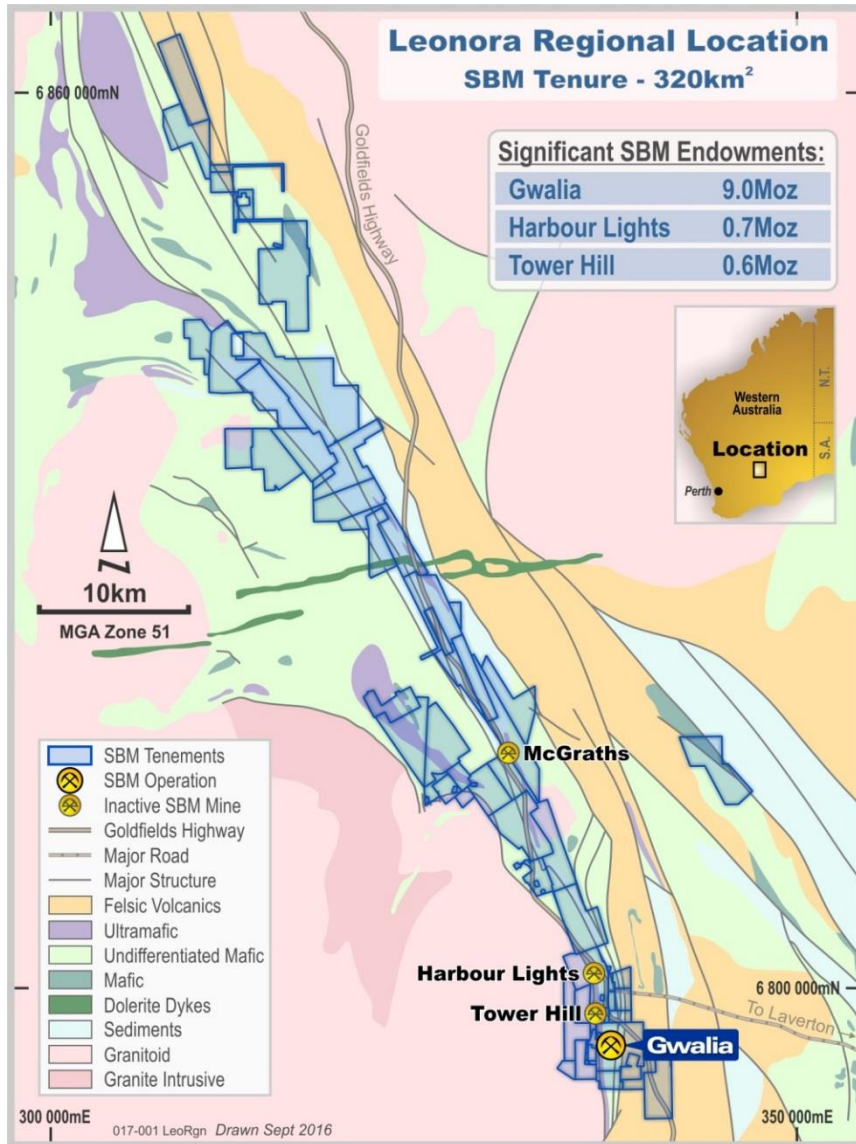 Leonora Regional Location
SBM Tenure - 320km²
6 860 000mN
Goldfields Highway
Significant SBM Endowments:
Gwalia 9.0Moz
Harbour Lights 0.7Moz
Tower Hill 0.6Moz
Western
Australia
N.T.
S.A.
Location
Perth
N
10km
MGA Zone 51
McGraths
SBM Tenements
SBM Operation
Inactive SBM Mine
Goldfields Highway
Major Road
Major Structure
Felsic Volcanics
Ultramafic
Undifferentiated Mafic
Mafic
Dolerite Dykes
Sediments
Granitoid
Granite Intrusive
Harbour Lights
6 800 000mN
Tower Hill
To Laverton
Gwalia
300 000mE
017-001 LeoRgn Drawn Sept 2016
350 000mE